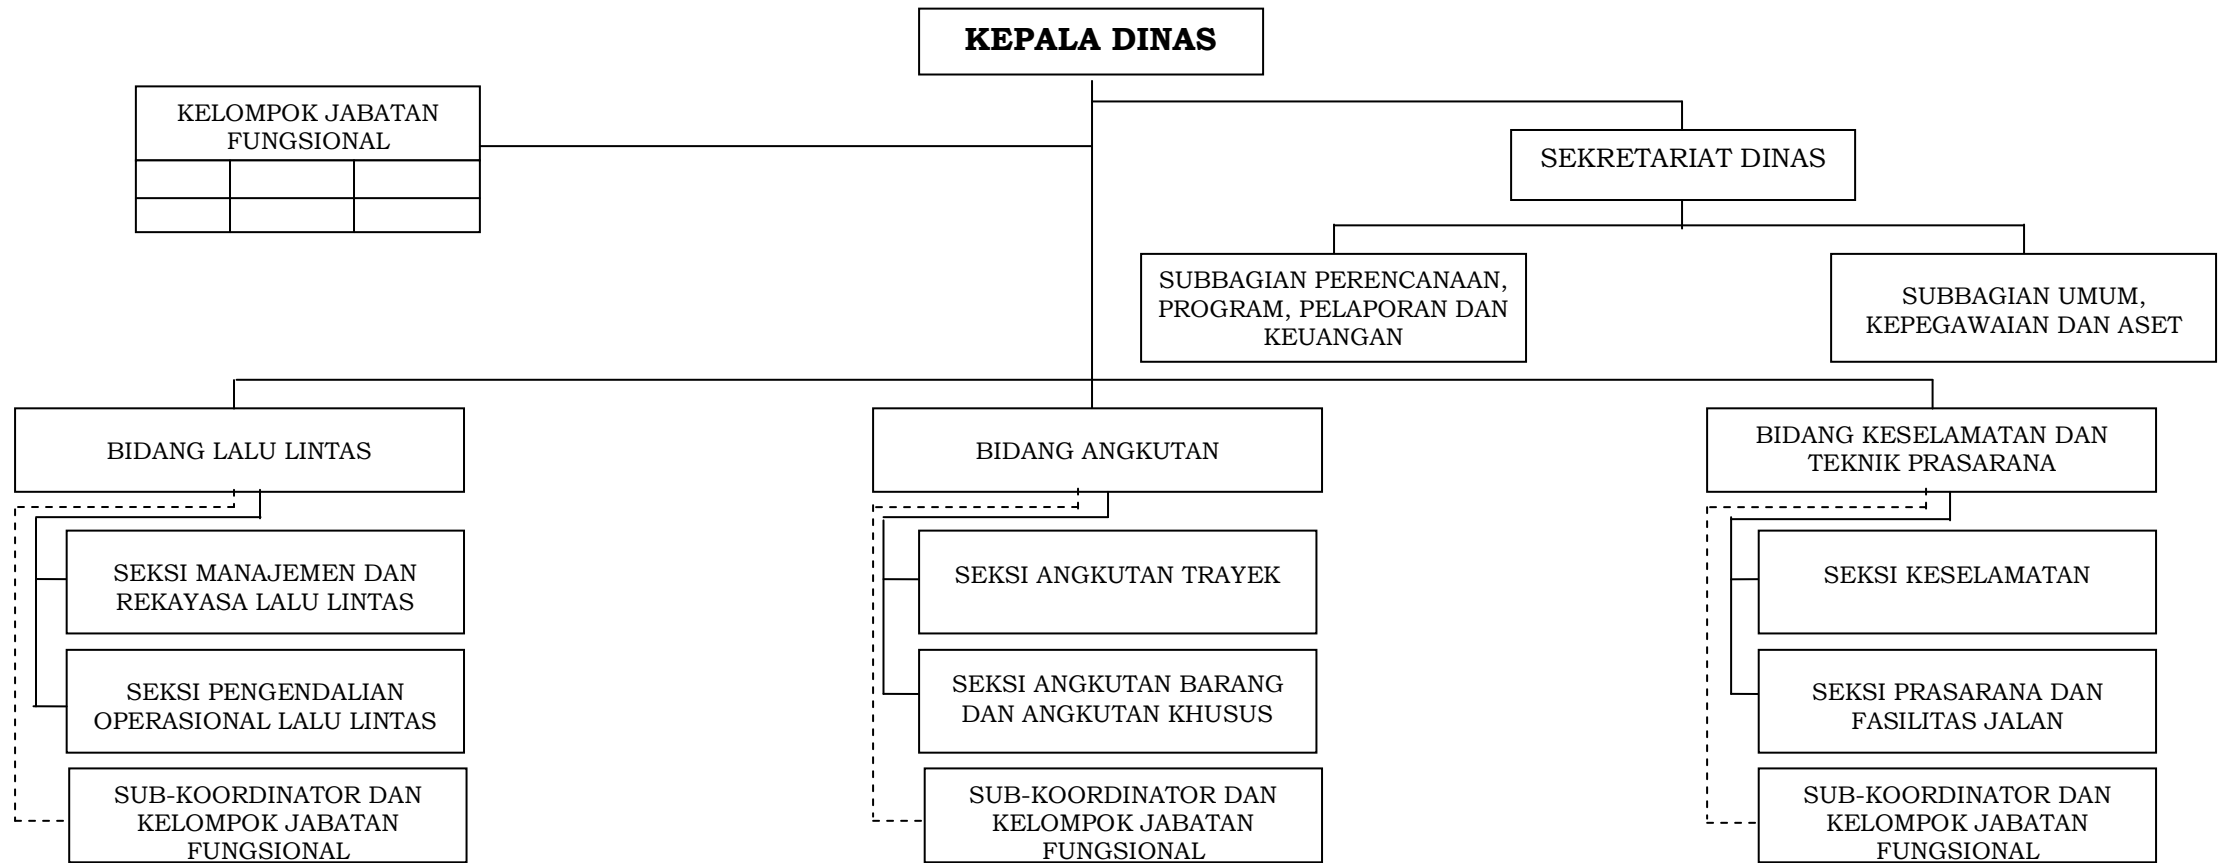 KEPALA DINAS
KELOMPOK JABATAN
FUNGSIONAL
SEKRETARIAT DINAS
SUBBAGIAN PERENCANAAN,
PROGRAM, PELAPORAN DAN
KEUANGAN
SUBBAGIAN UMUM,
KEPEGAWAIAN DAN ASET
BIDANG LALU LINTAS
BIDANG ANGKUTAN
BIDANG KESELAMATAN DAN
TEKNIK PRASARANA
SEKSI MANAJEMEN DAN
REKAYASA LALU LINTAS
SEKSI ANGKUTAN TRAYEK
SEKSI KESELAMATAN
SEKSI PENGENDALIAN
OPERASIONAL LALU LINTAS
SEKSI ANGKUTAN BARANG
DAN ANGKUTAN KHUSUS
SEKSI PRASARANA DAN
FASILITAS JALAN
SUB-KOORDINATOR DAN
KELOMPOK JABATAN
FUNGSIONAL
SUB-KOORDINATOR DAN
KELOMPOK JABATAN
FUNGSIONAL
SUB-KOORDINATOR DAN
KELOMPOK JABATAN
FUNGSIONAL